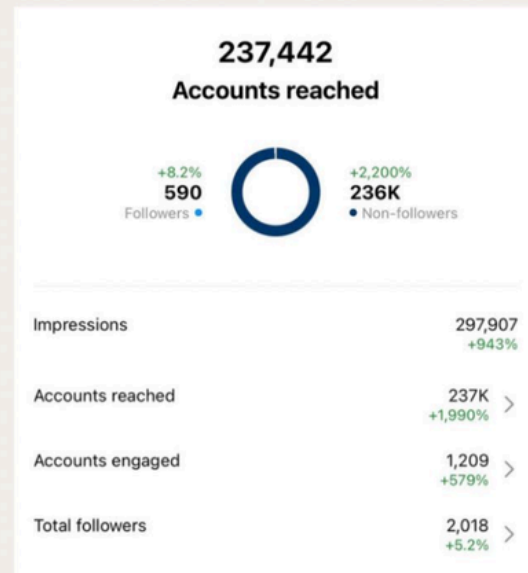 237,442
Accounts reached
+8.2%
590
Followers
+2,200%
236K
Non-followers
Impressions
297,907
+943%
Accounts reached
237K
+1,990%
Accounts engaged
1,209
+579%
Total followers
2,018
+5.2%